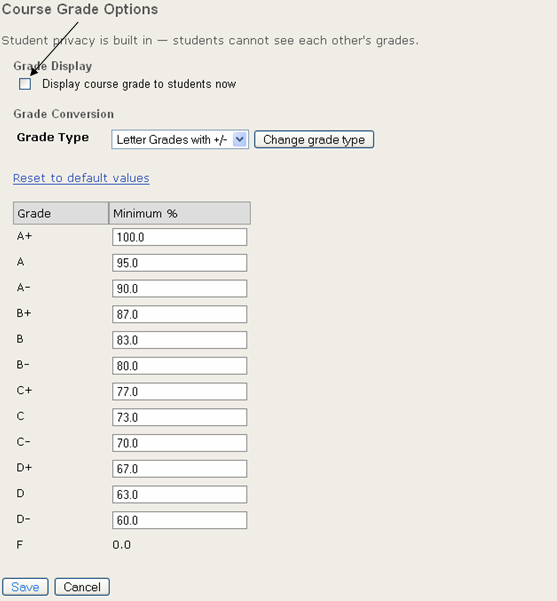 Course Grade Options
Student privacy is built in — students cannot see each other's grades.
Grade Display
Display course grade to students now
Grade Conversion
Grade Type Letter Grades with +/- Change grade type
Reset to default values
Grade Minimum %
A+ 100.0
A 95.0
A- 90.0
B+ 87.0
B 83.0
B- 80.0
C+ 77.0
C 73.0
C- 70.0
D+ 67.0
D 63.0
D- 60.0
F 0.0
Save Cancel